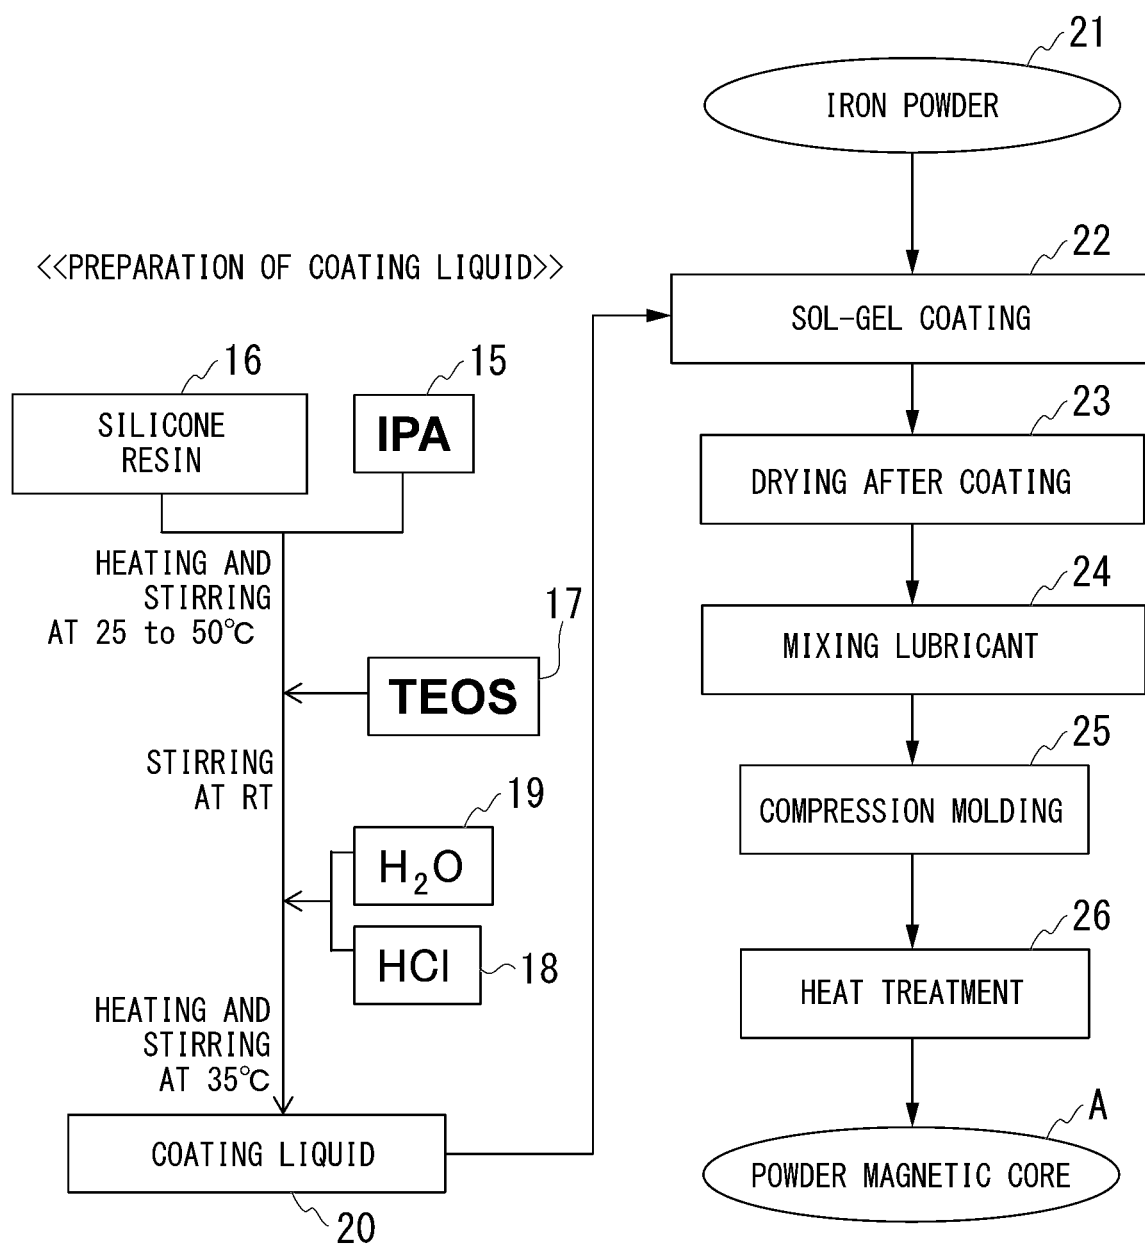 <<PREPARATION OF COATING LIQUID>>
16
SILICONE
RESIN
15
IPA
HEATING AND
STIRRING
AT 25 to 50℃
17
TEOS
STIRRING
AT RT
19
H₂O
HCl
18
HEATING AND
STIRRING
AT 35℃
COATING LIQUID
20
21
IRON POWDER
22
SOL-GEL COATING
23
DRYING AFTER COATING
24
MIXING LUBRICANT
25
COMPRESSION MOLDING
26
HEAT TREATMENT
A
POWDER MAGNETIC CORE